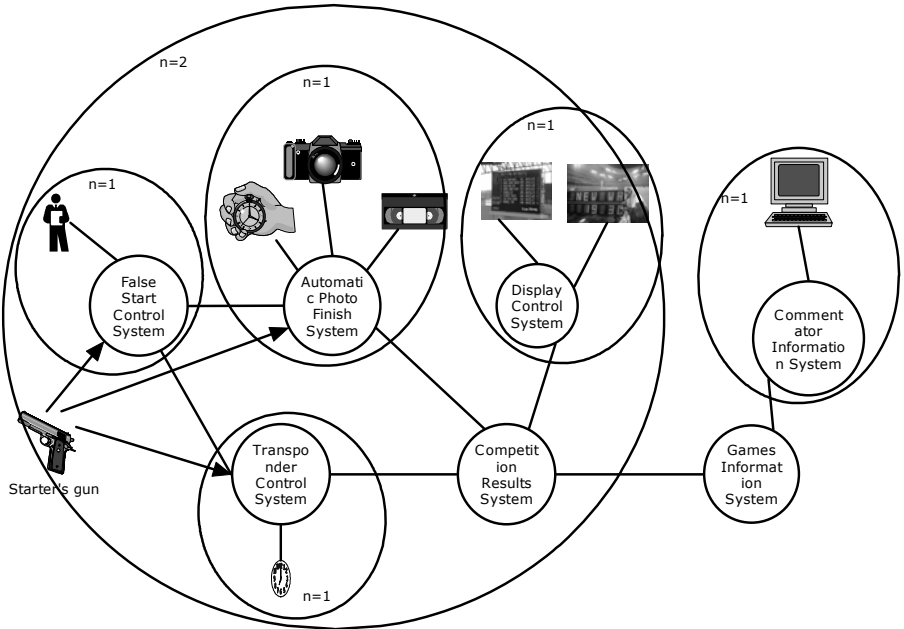 n=2
n=1
n=1
n=1
n=1
False
Start
Control
System
Automati
c Photo
Finish
System
Display
Control
System
Comment
ator
Informatio
n System
Starter's gun
Transpo
nder
Control
System
Competit
ion
Results
System
Games
Informat
ion
System
n=1